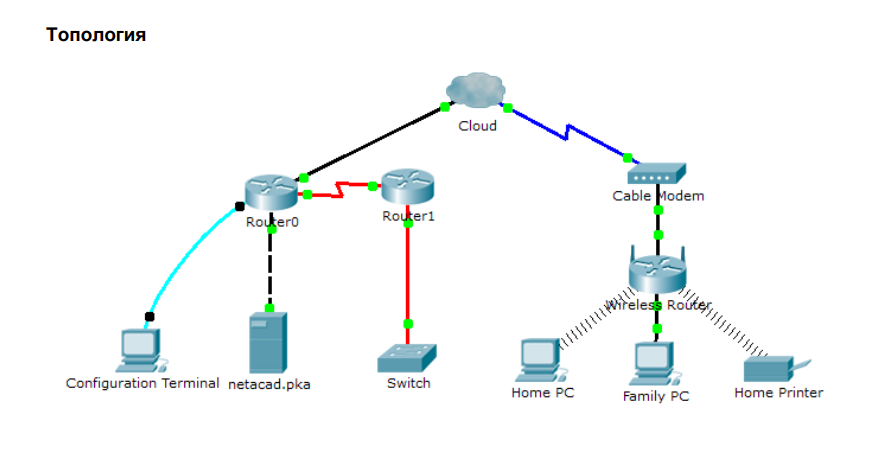 Топология
Cloud
Cable Modem
Router0
Router1
Wireless Router
Configuration Terminal
netacad.pka
Switch
Home PC
Family PC
Home Printer